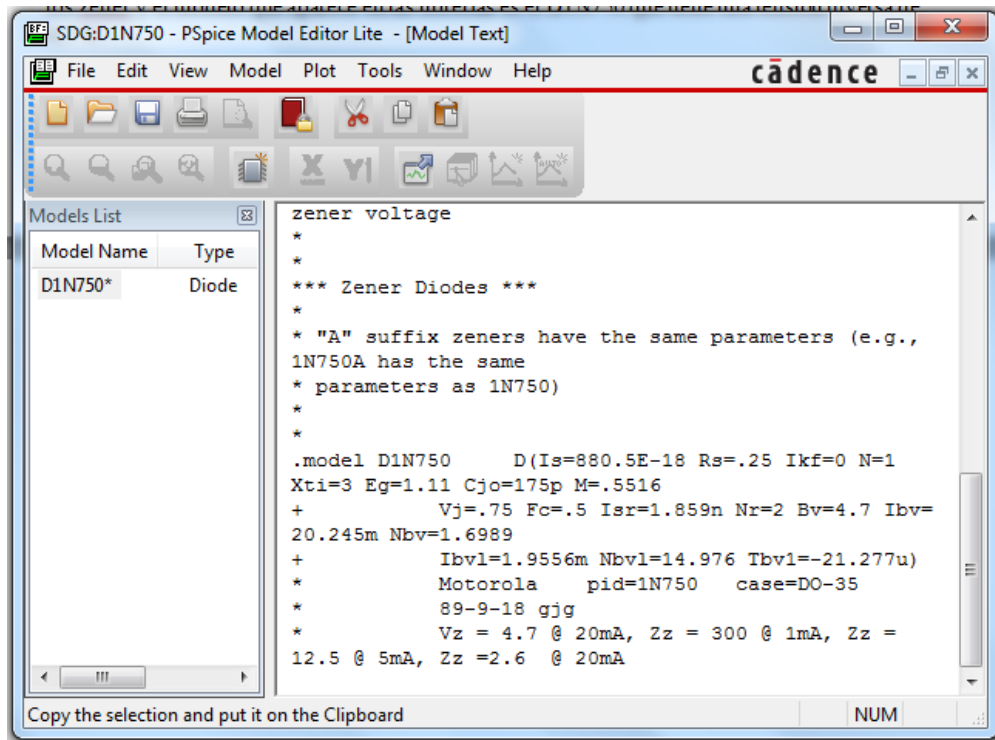 SDG:D1N750 - PSpice Model Editor Lite - [Model Text]
File Edit View Model Plot Tools Window Help cādence
Models List
Model Name Type
D1N750* Diode
zener voltage
*
*
*** Zener Diodes ***
*
* "A" suffix zeners have the same parameters (e.g.,
1N750A has the same
* parameters as 1N750)
*
*
.model D1N750 D(Is=880.5E-18 Rs=.25 Ikf=0 N=1
Xti=3 Eg=1.11 Cjo=175p M=.5516
+ Vj=.75 Fc=.5 Isr=1.859n Nr=2 Bv=4.7 Ibv=
20.245m Nbv=1.6989
+ Ibvl=1.9556m Nbvl=14.976 Tbv1=-21.277u)
* Motorola pid=1N750 case=DO-35
* 89-9-18 gjg
* Vz = 4.7 @ 20mA, Zz = 300 @ 1mA, Zz =
12.5 @ 5mA, Zz =2.6 @ 20mA
Copy the selection and put it on the Clipboard NUM